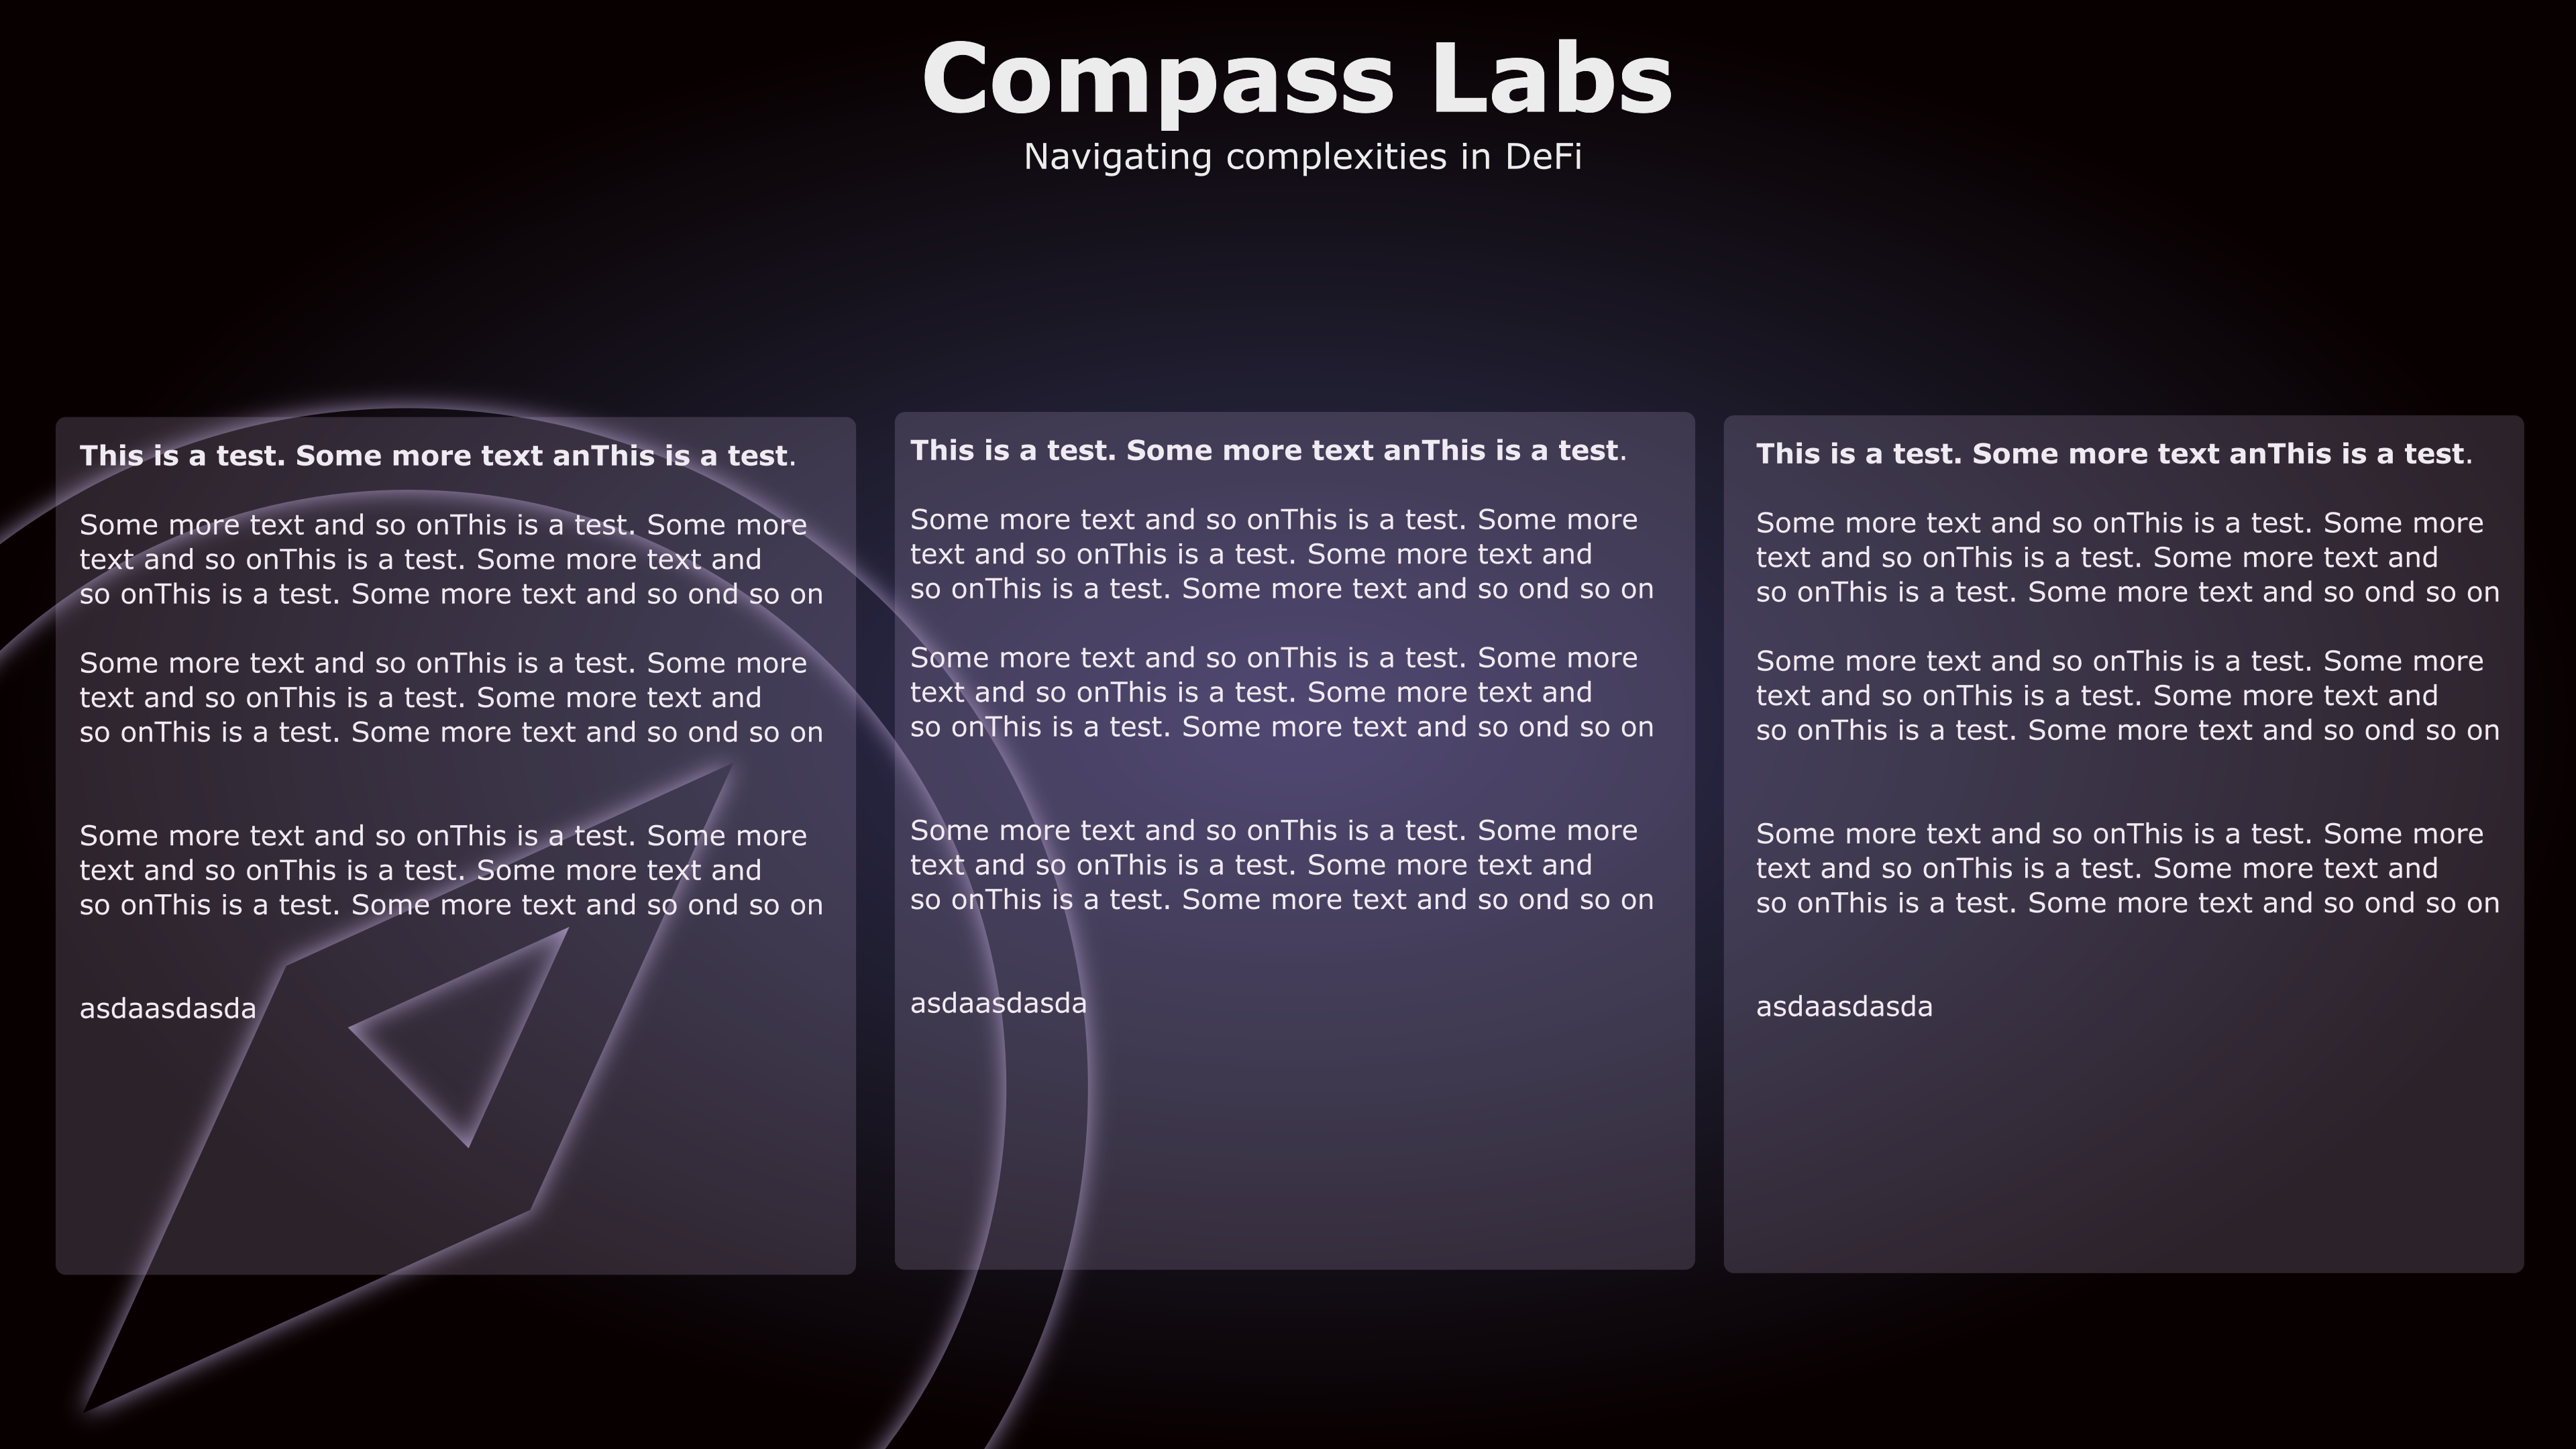 Compass Labs
Navigating complexities in DeFi
This is a test. Some more text anThis is a test.
Some more text and so onThis is a test. Some more
text and so onThis is a test. Some more text and
so onThis is a test. Some more text and so ond so on
Some more text and so onThis is a test. Some more
text and so onThis is a test. Some more text and
so onThis is a test. Some more text and so ond so on
Some more text and so onThis is a test. Some more
text and so onThis is a test. Some more text and
so onThis is a test. Some more text and so ond so on
asdaasdasda
This is a test. Some more text anThis is a test.
Some more text and so onThis is a test. Some more
text and so onThis is a test. Some more text and
so onThis is a test. Some more text and so ond so on
Some more text and so onThis is a test. Some more
text and so onThis is a test. Some more text and
so onThis is a test. Some more text and so ond so on
Some more text and so onThis is a test. Some more
text and so onThis is a test. Some more text and
so onThis is a test. Some more text and so ond so on
asdaasdasda
This is a test. Some more text anThis is a test.
Some more text and so onThis is a test. Some more
text and so onThis is a test. Some more text and
so onThis is a test. Some more text and so ond so on
Some more text and so onThis is a test. Some more
text and so onThis is a test. Some more text and
so onThis is a test. Some more text and so ond so on
Some more text and so onThis is a test. Some more
text and so onThis is a test. Some more text and
so onThis is a test. Some more text and so ond so on
asdaasdasda